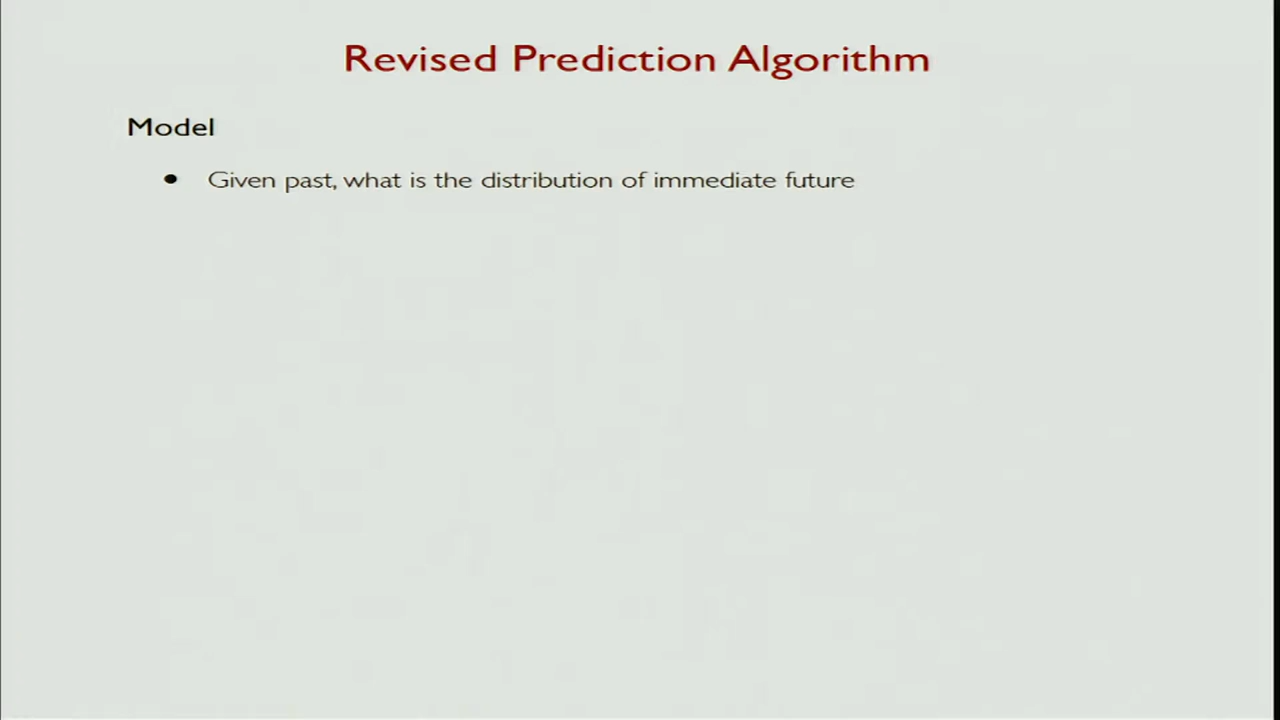 Revised Prediction Algorithm
Model
• Given past, what is the distribution of immediate future